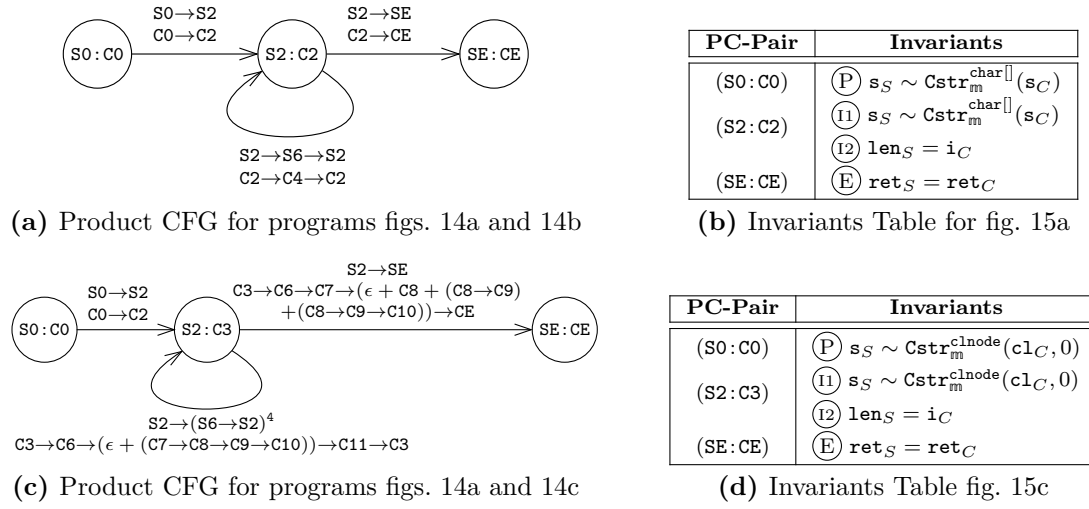 S0→S2
C0→C2
S2→SE
C2→CE
S0:C0
S2:C2
SE:CE
S2→S6→S2
C2→C4→C2
(a) Product CFG for programs figs. 14a and 14b
PC-Pair Invariants
(S0:C0) Ⓟ s_S ∼ Cstr_𝕞^{char[]}(s_C)
(S2:C2) (I1) s_S ∼ Cstr_𝕞^{char[]}(s_C)
(I2) len_S = i_C
(SE:CE) Ⓔ ret_S = ret_C
(b) Invariants Table for fig. 15a
S0→S2
C0→C2
S2→SE
C3→C6→C7→(ϵ + C8 + (C8→C9)
+(C8→C9→C10))→CE
S0:C0
S2:C3
SE:CE
S2→(S6→S2)^4
C3→C6→(ϵ + (C7→C8→C9→C10))→C11→C3
(c) Product CFG for programs figs. 14a and 14c
PC-Pair Invariants
(S0:C0) Ⓟ s_S ∼ Cstr_𝕞^{clnode}(cl_C, 0)
(S2:C3) (I1) s_S ∼ Cstr_𝕞^{clnode}(cl_C, 0)
(I2) len_S = i_C
(SE:CE) Ⓔ ret_S = ret_C
(d) Invariants Table fig. 15c